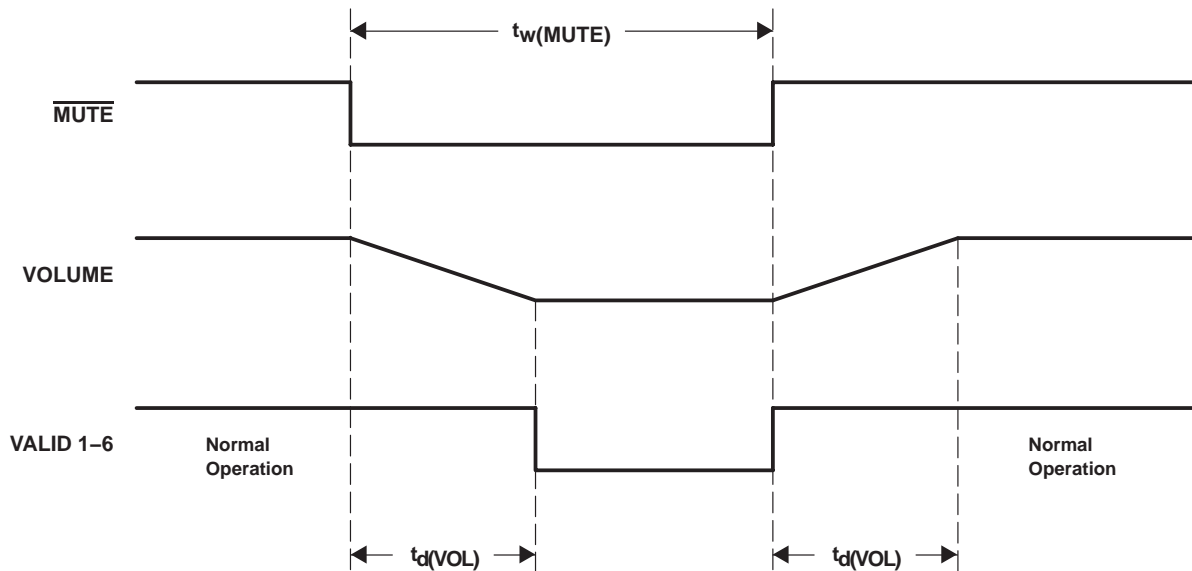 tw(MUTE)
MUTE
VOLUME
VALID 1–6
Normal
Operation
Normal
Operation
td(VOL)
td(VOL)